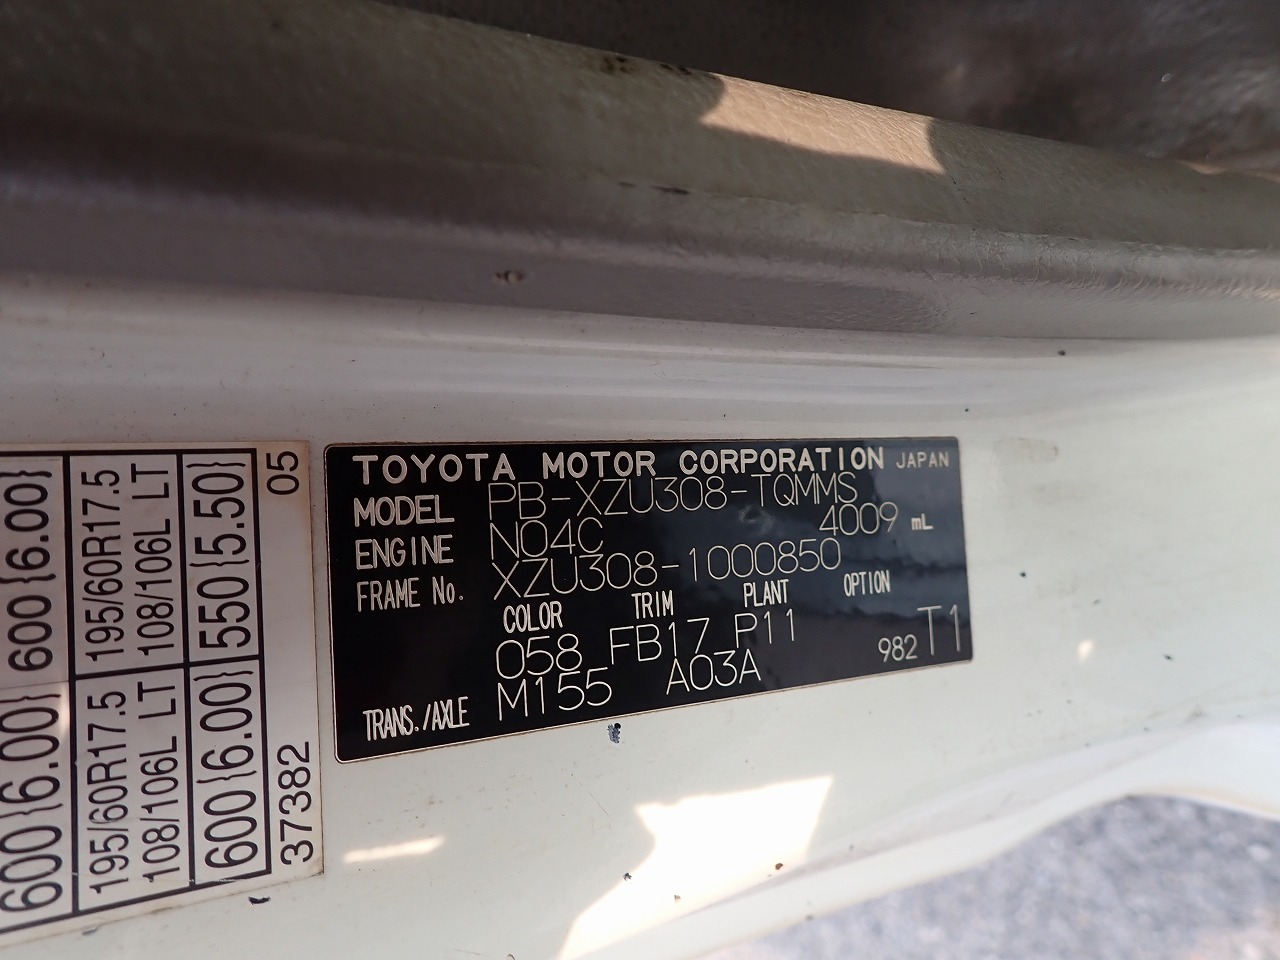 TOYOTA MOTOR CORPORATION JAPAN
MODEL PB-XZU308-TQMMS
ENGINE N04C 4009 mL
FRAME No. XZU308-1000850
COLOR TRIM PLANT OPTION
058 FB17 P11
TRANS./AXLE M155 A03A
982 T1
600{6.00} 600{6.00}
195/60R17.5 195/60R17.5
108/106L LT 108/106L LT
600{6.00} 550{5.50}
37382 05